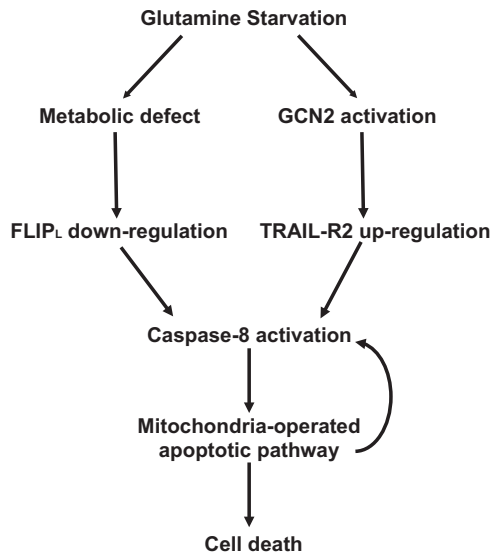 Glutamine Starvation
Metabolic defect
GCN2 activation
FLIPL down-regulation
TRAIL-R2 up-regulation
Caspase-8 activation
Mitochondria-operated
apoptotic pathway
Cell death